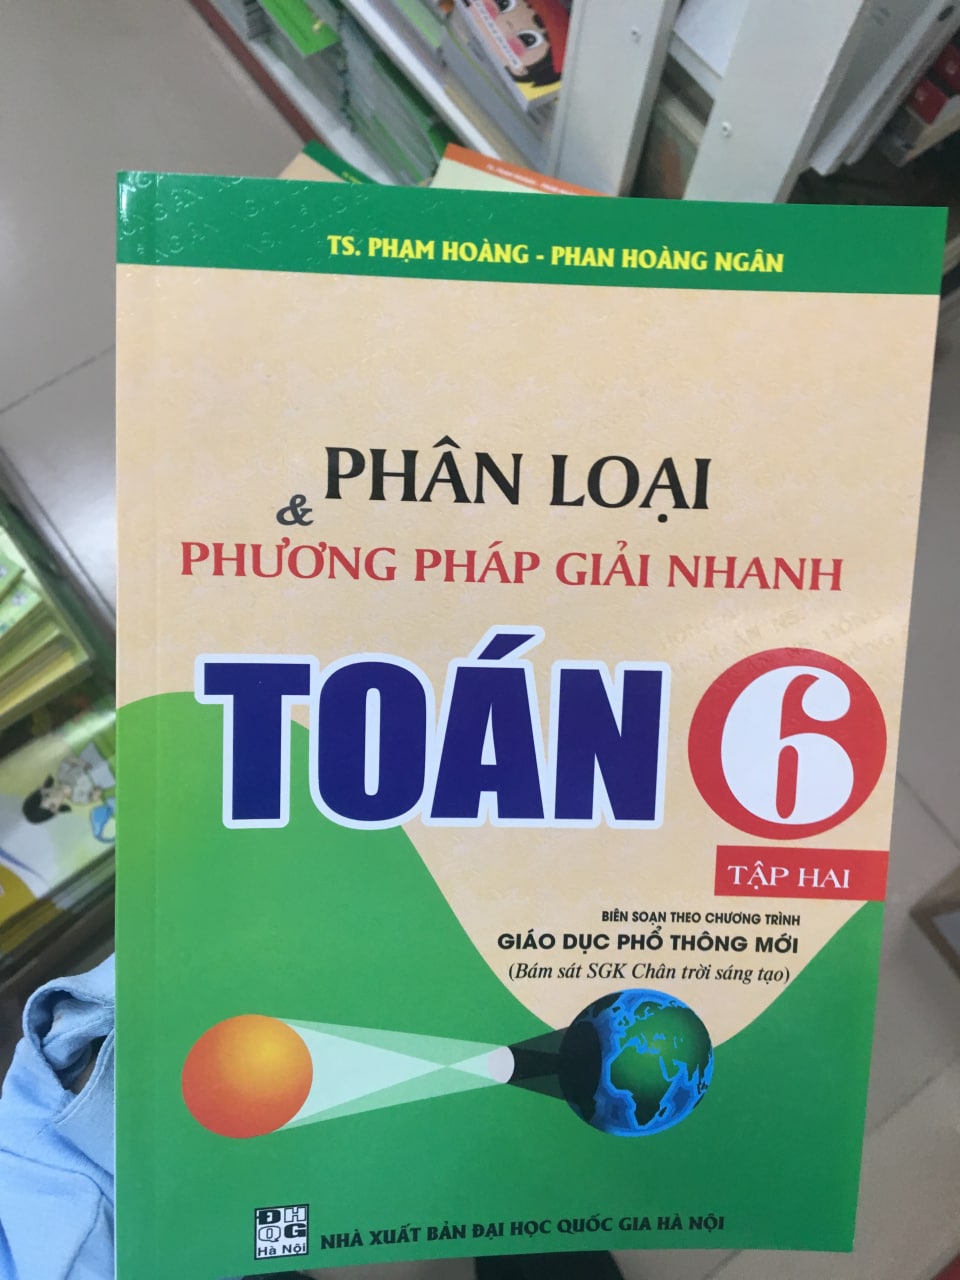 TS. PHẠM HOÀNG - PHAN HOÀNG NGÂN
PHÂN LOẠI
&
PHƯƠNG PHÁP GIẢI NHANH
TOÁN 6
TẬP HAI
BIÊN SOẠN THEO CHƯƠNG TRÌNH
GIÁO DỤC PHỔ THÔNG MỚI
(Bám sát SGK Chân trời sáng tạo)
ĐH
QG
Hà Nội
NHÀ XUẤT BẢN ĐẠI HỌC QUỐC GIA HÀ NỘI